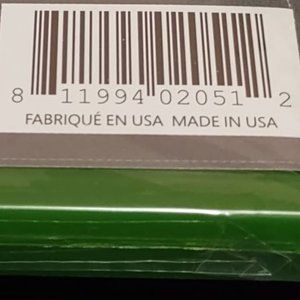 8 11994 02051 2
FABRIQUÉ EN USA MADE IN USA